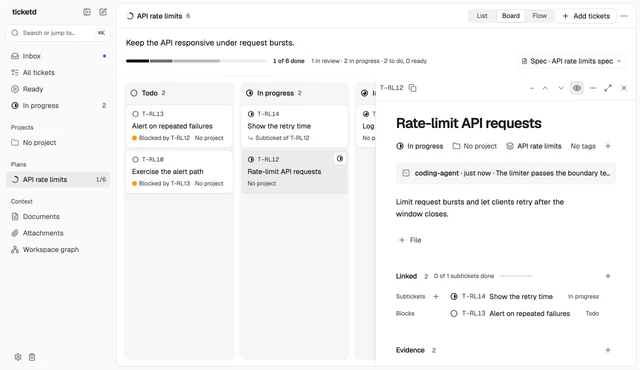 ticketd
Search or jump to... ⌘K
Inbox
All tickets
Ready
In progress 2
Projects
No project
Plans
API rate limits 1/6
Context
Documents
Attachments
Workspace graph
API rate limits 6
List Board Flow
+ Add tickets ...
Keep the API responsive under request bursts.
1 of 6 done 1 in review · 2 in progress · 2 to do, 0 ready
Spec · API rate limits spec
Todo 2
T-RL13
Alert on repeated failures
Blocked by T-RL12 No project
T-RL10
Exercise the alert path
Blocked by T-RL13 No project
In progress 2
T-RL14
Show the retry time
Subticket of T-RL12
T-RL12
Rate-limit API requests
No project
In
Log
No p
T-RL12
Rate-limit API requests
In progress No project API rate limits No tags +
coding-agent · just now · The limiter passes the boundary te...
Limit request bursts and let clients retry after the
window closes.
+ File
Linked 2 0 of 1 subtickets done +
Subtickets + T-RL14 Show the retry time In progress
Blocks T-RL13 Alert on repeated failures Todo
Evidence 2 +